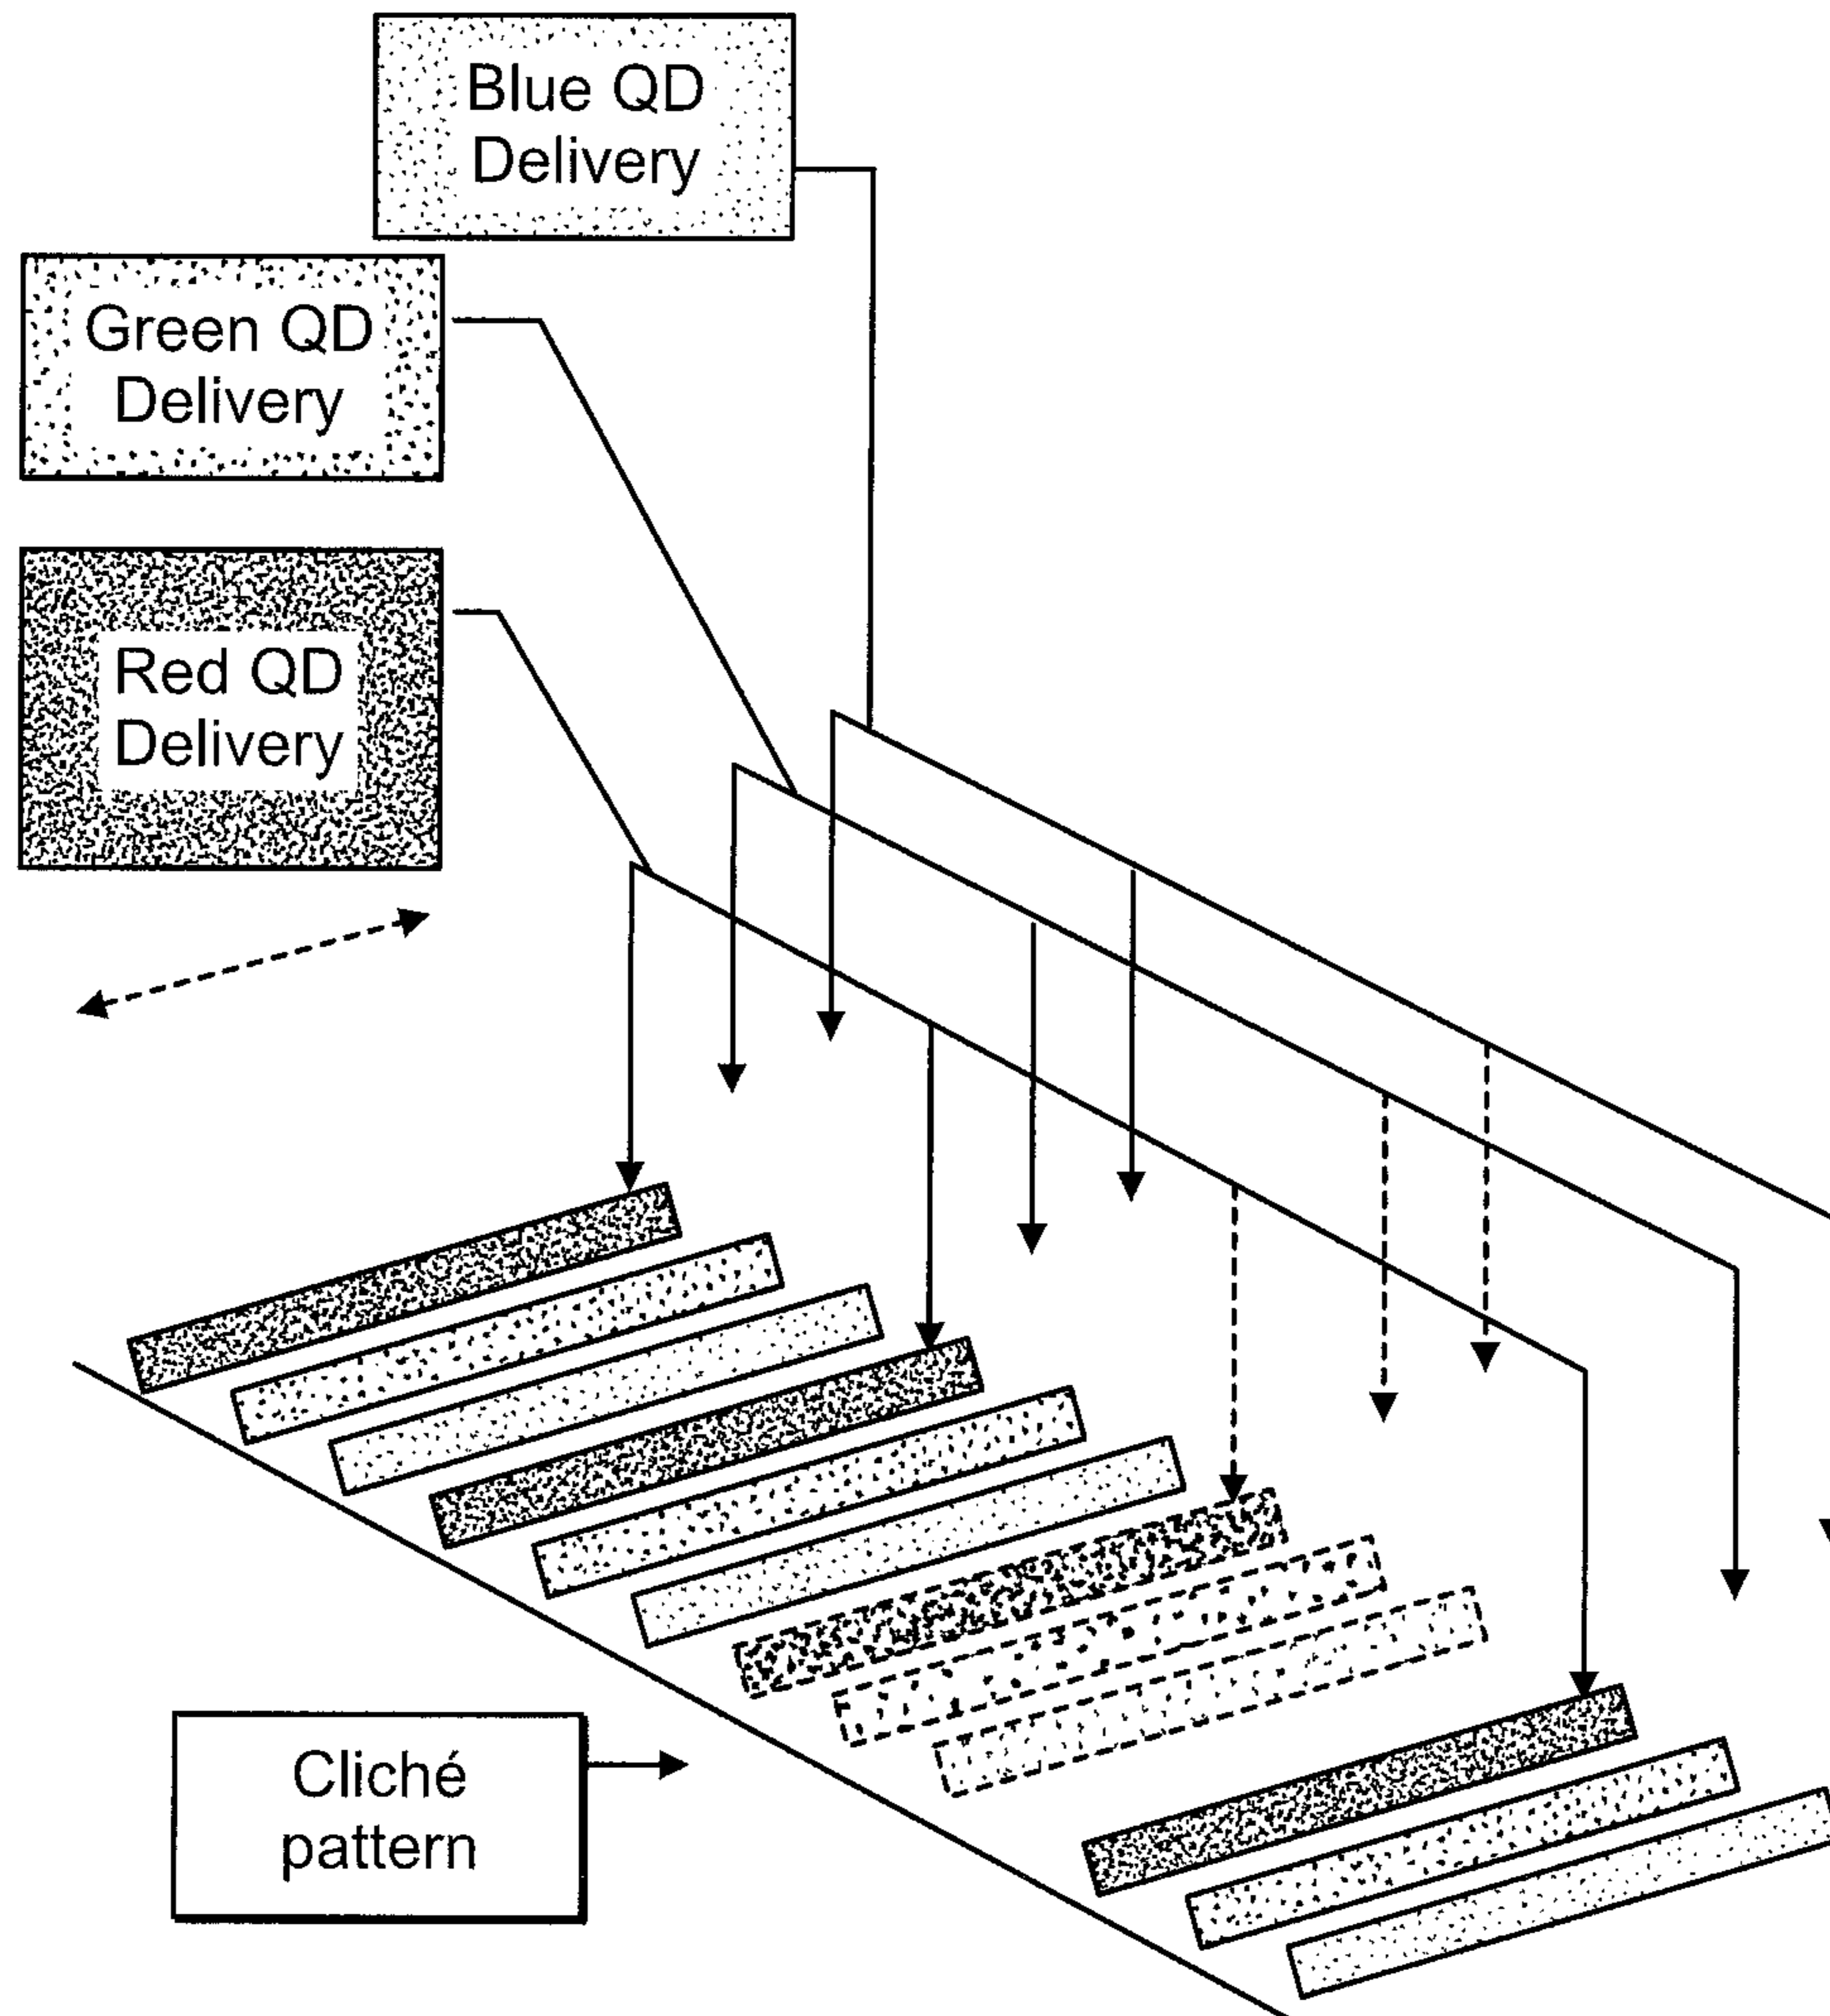 Blue QD
Delivery
Green QD
Delivery
Red QD
Delivery
Cliché
pattern